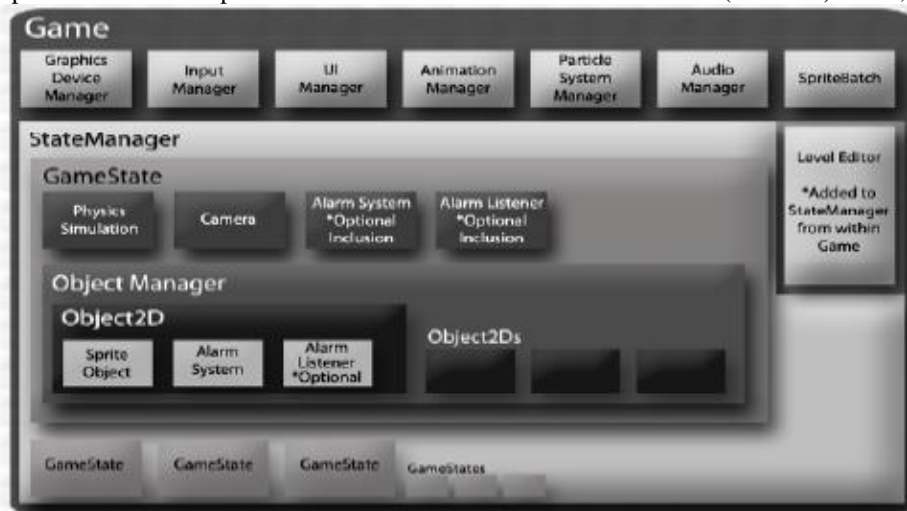 Game
Graphics
Device
Manager
Input
Manager
UI
Manager
Animation
Manager
Particle
System
Manager
Audio
Manager
SpriteBatch
StateManager
Level Editor
*Added to
StateManager
from within
Game
GameState
Physics
Simulation
Camera
Alarm System
*Optional
Inclusion
Alarm Listener
*Optional
Inclusion
Object Manager
Object2D
Sprite
Object
Alarm
System
Alarm
Listener
*Optional
Object2Ds
GameState
GameState
GameState
GameStates